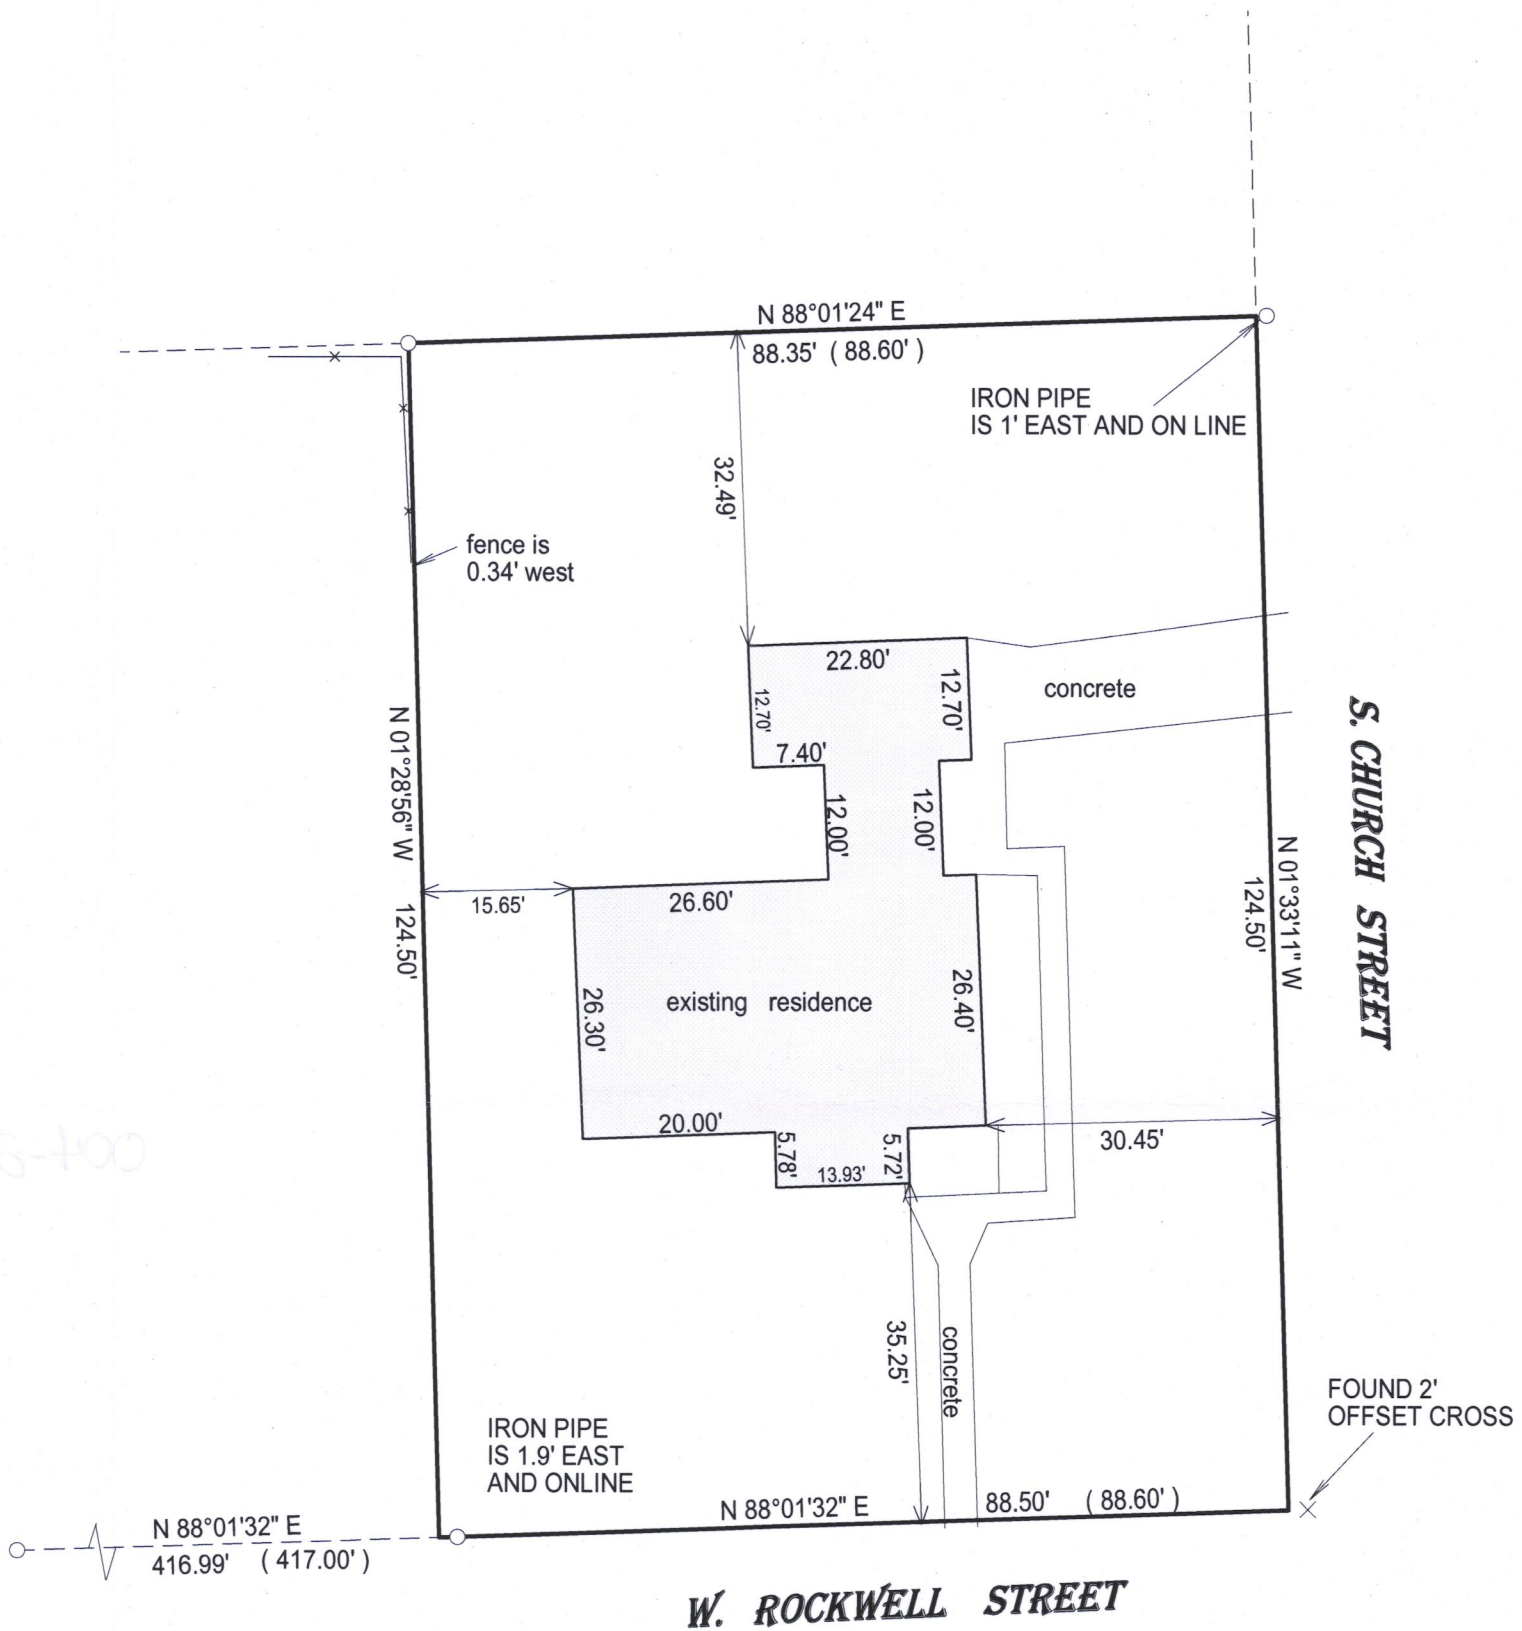 N 88°01'24" E
88.35' ( 88.60' )
IRON PIPE
IS 1' EAST AND ON LINE
32.49'
fence is
0.34' west
22.80'
12.70'
12.70'
concrete
7.40'
12.00'
12.00'
N 01°28'56" W
124.50'
15.65'
26.60'
S. CHURCH STREET
N 01°33'11" W
124.50'
existing residence
26.30'
26.40'
20.00'
5.78'
13.93'
5.72'
30.45'
35.25'
concrete
FOUND 2'
OFFSET CROSS
IRON PIPE
IS 1.9' EAST
AND ONLINE
N 88°01'32" E
88.50' ( 88.60' )
N 88°01'32" E
416.99' ( 417.00' )
W. ROCKWELL STREET